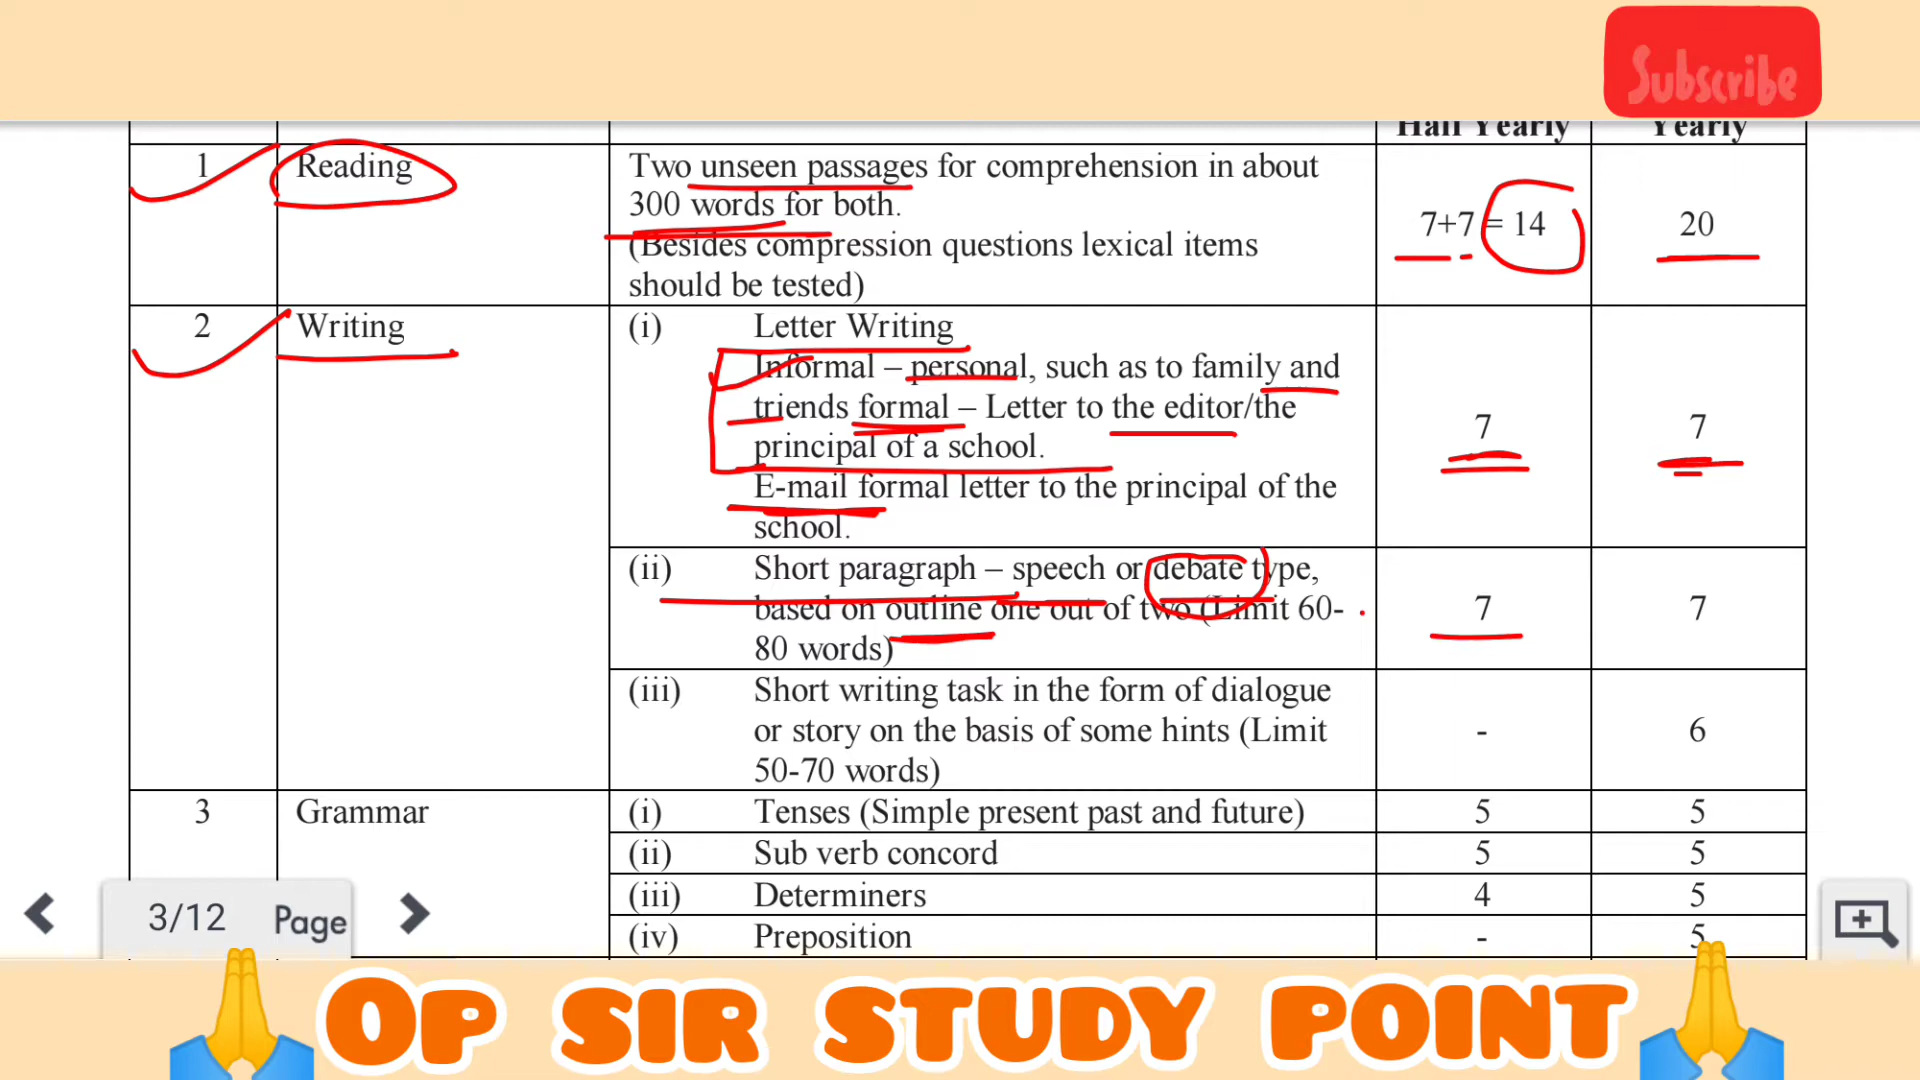 Subscribe
Half Yearly Yearly
1 Reading Two unseen passages for comprehension in about
300 words for both.
(Besides compression questions lexical items
should be tested) 7+7 = 14 20
2 Writing (i) Letter Writing
Informal – personal, such as to family and
friends formal – Letter to the editor/the
principal of a school.
E-mail formal letter to the principal of the
school. 7 7
(ii) Short paragraph – speech or debate type,
based on outline one out of two (Limit 60-
80 words) 7 7
(iii) Short writing task in the form of dialogue
or story on the basis of some hints (Limit
50-70 words) - 6
3 Grammar (i) Tenses (Simple present past and future) 5 5
(ii) Sub verb concord 5 5
(iii) Determiners 4 5
(iv) Preposition - 5
3/12 Page
OP SIR STUDY POINT